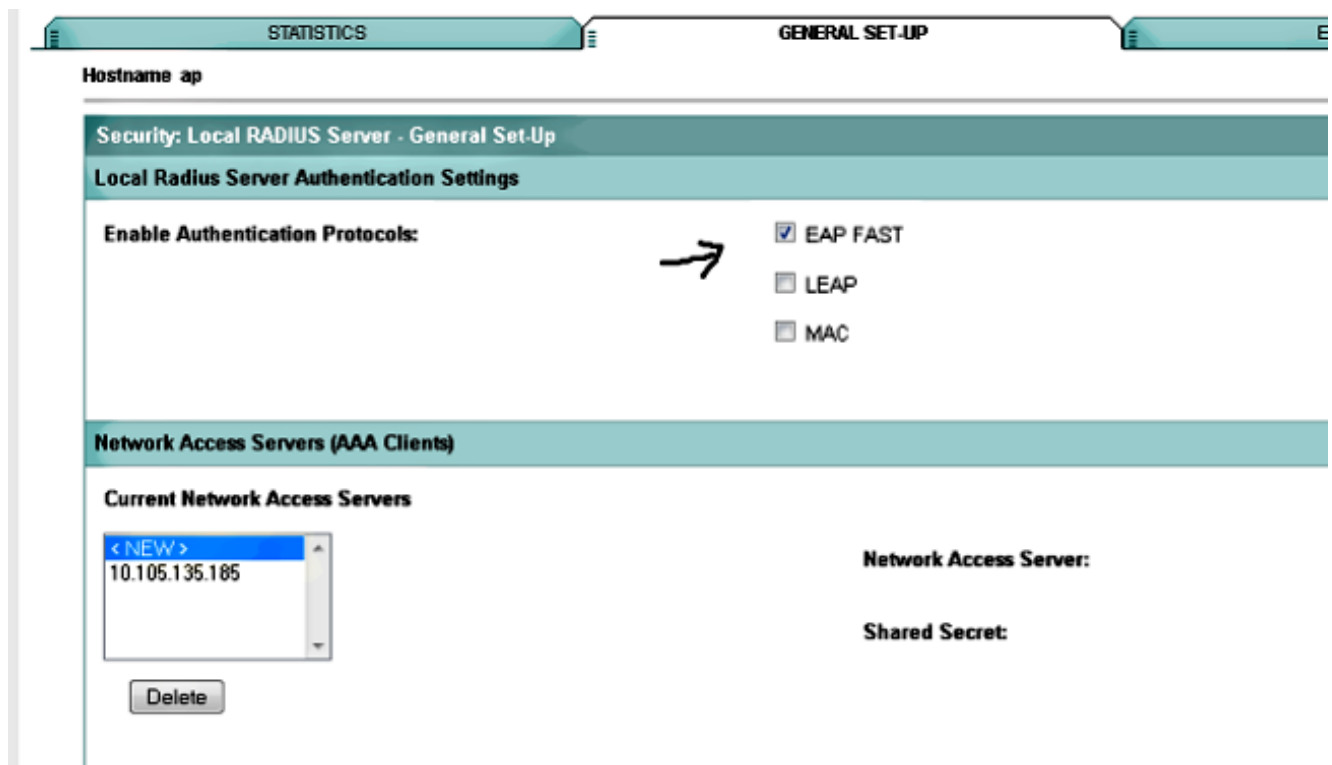 STATISTICS
GENERAL SET-UP
E
Hostname ap
Security: Local RADIUS Server - General Set-Up
Local Radius Server Authentication Settings
Enable Authentication Protocols:
EAP FAST
LEAP
MAC
Network Access Servers (AAA Clients)
Current Network Access Servers
< NEW >
10.105.135.185
Network Access Server:
Shared Secret:
Delete